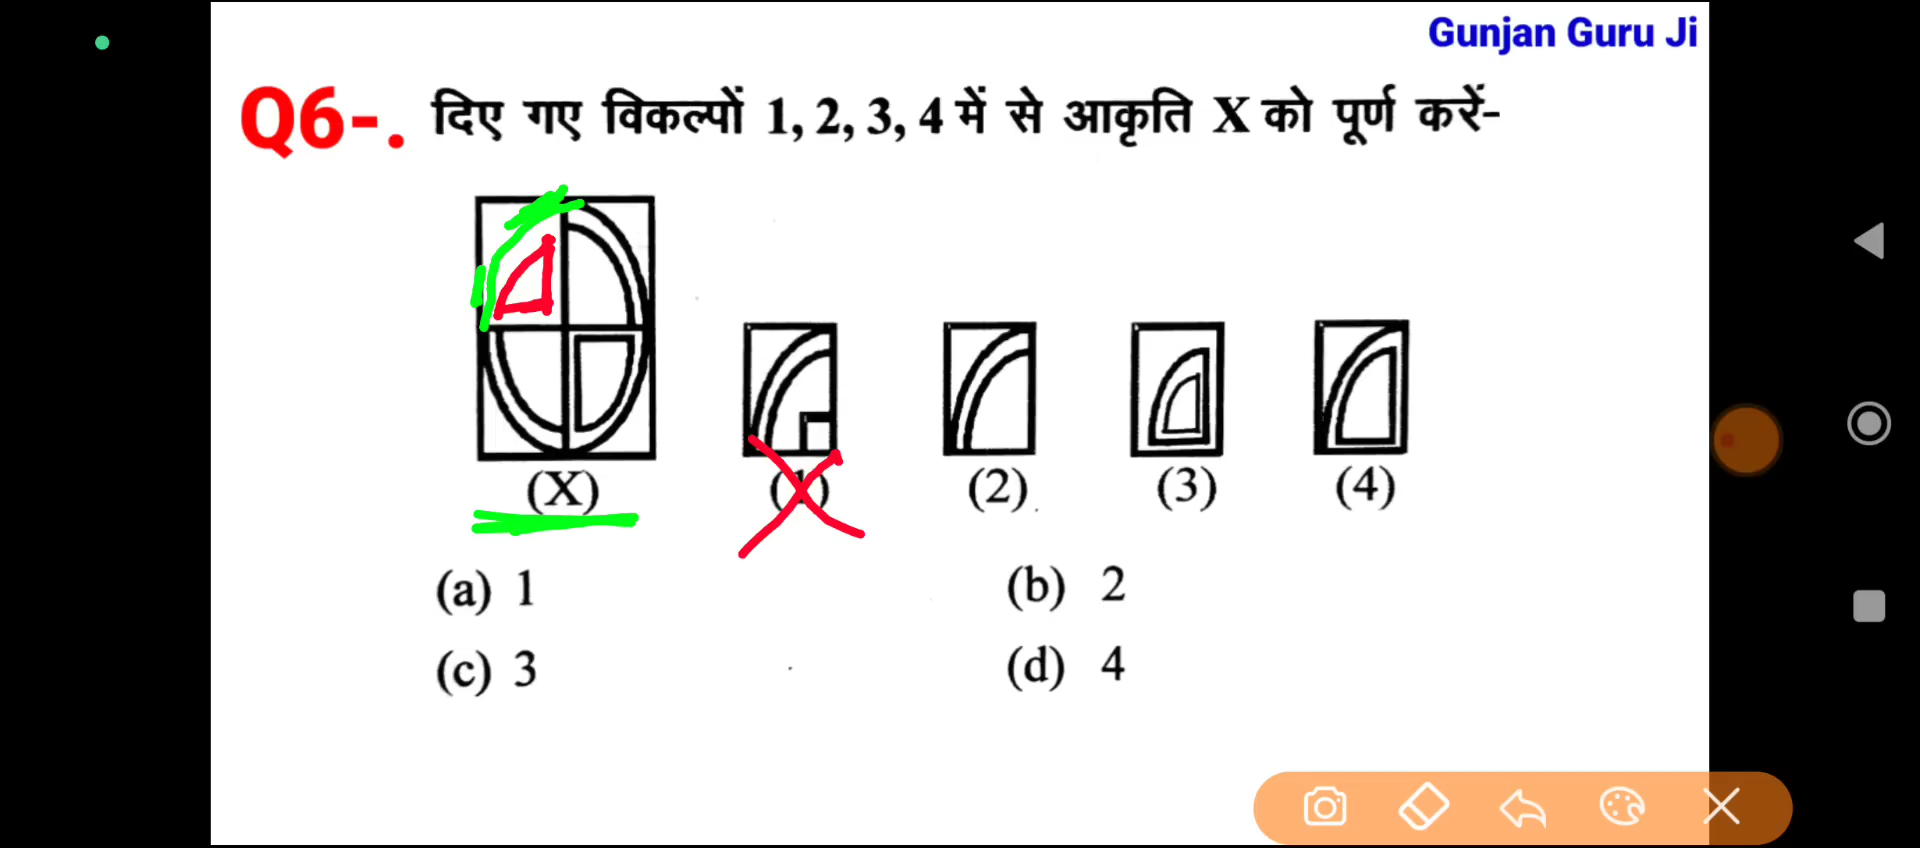 Gunjan Guru Ji
Q6-. दिए गए विकल्पों 1, 2, 3, 4 में से आकृति X को पूर्ण करें-
(X) (1) (2) (3) (4)
(a) 1 (b) 2
(c) 3 (d) 4